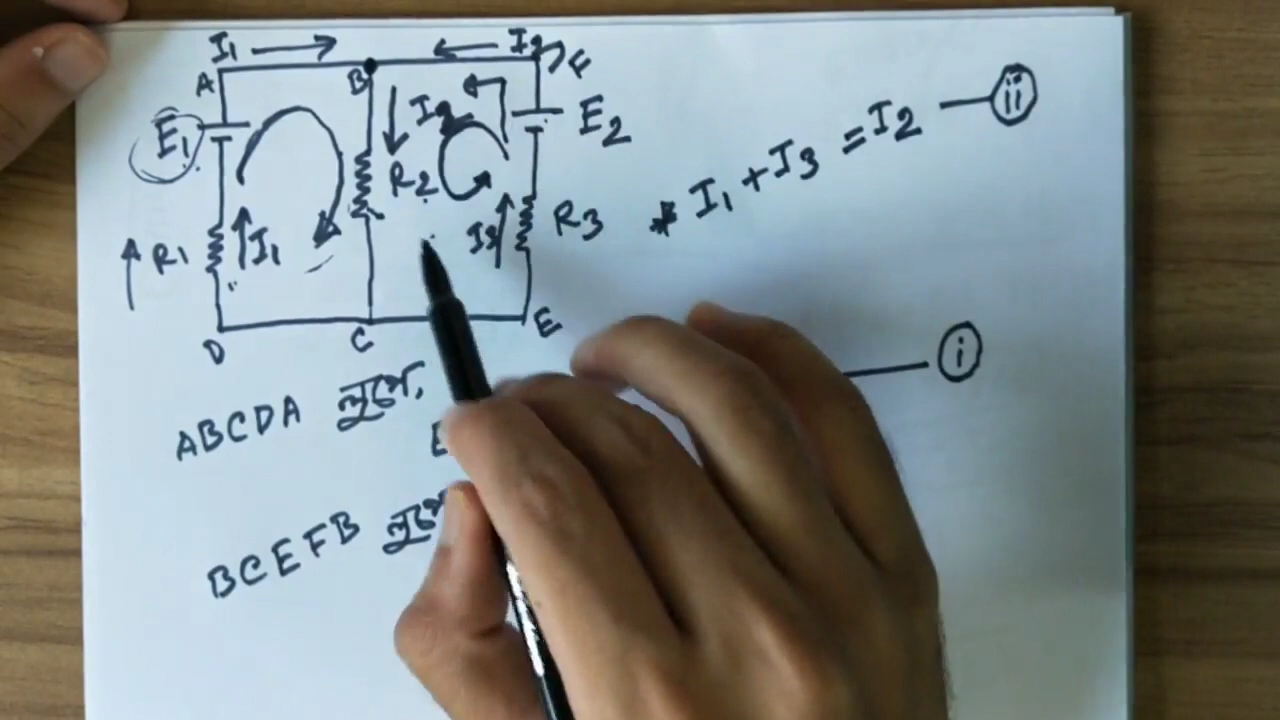 I1 I3
A B F
E1 I2 E2
R1 I1 R2 I3 R3
D C E
* I1 + I3 = I2 — ii
— i
ABCDA লুপে,
E
BCEFB লুপে